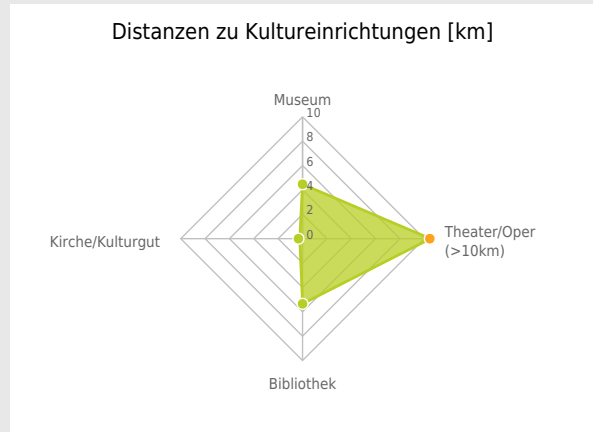 Distanzen zu Kultureinrichtungen [km]
Museum
10
8
6
4
2
0
Kirche/Kulturgut
Theater/Oper
(>10km)
Bibliothek